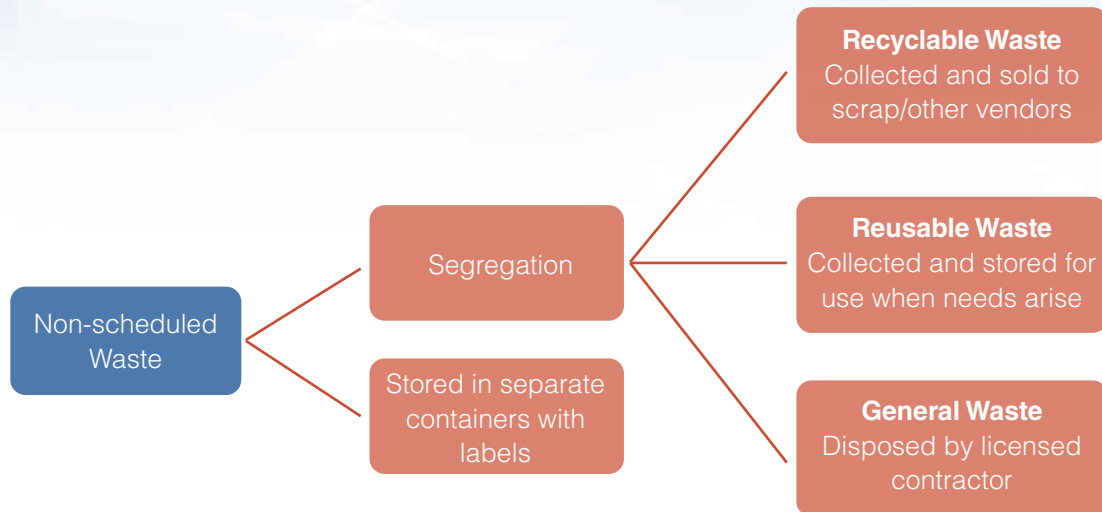 Non-scheduled
Waste
Segregation
Stored in separate
containers with
labels
Recyclable Waste
Collected and sold to
scrap/other vendors
Reusable Waste
Collected and stored for
use when needs arise
General Waste
Disposed by licensed
contractor